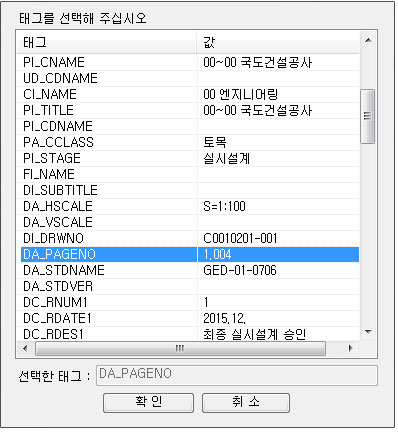 태그를 선택해 주십시오
태그 값
PI_CNAME 00~00 국도건설공사
UD_CDNAME
CI_NAME 00 엔지니어링
PI_TITLE 00~00 국도건설공사
PI_CDNAME
PA_CCLASS 토목
PI_STAGE 실시설계
FI_NAME
DI_SUBTITLE
DA_HSCALE S=1:100
DA_VSCALE
DI_DRWNO C0010201-001
DA_PAGENO 1,004
DA_STDNAME GED-01-0706
DA_STDVER
DC_RNUM1 1
DC_RDATE1 2015.12.
DC_RDES1 최종 실시설계 승인
선택한 태그 : DA_PAGENO
확 인 취 소